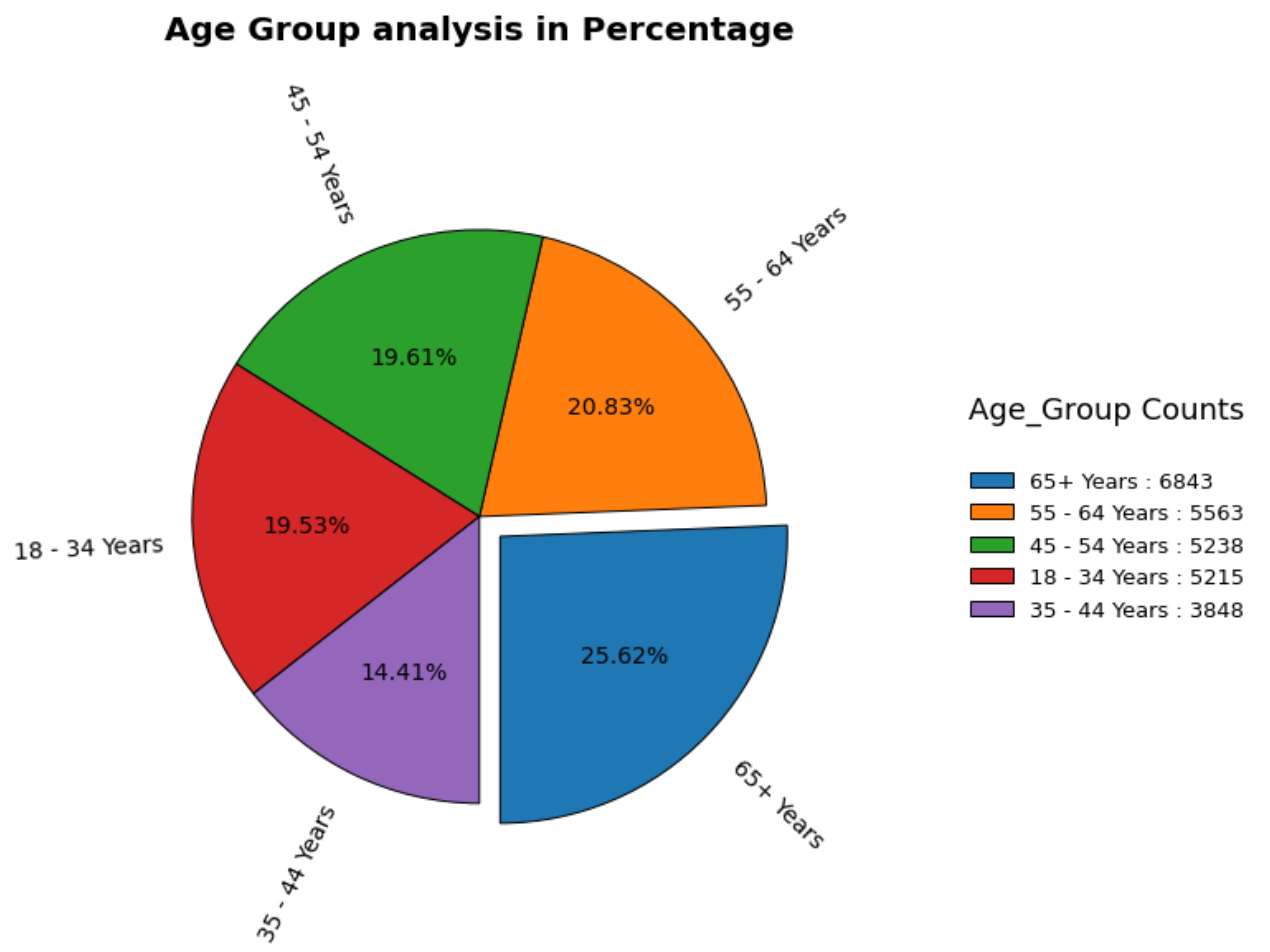 Age Group analysis in Percentage
45 - 54 Years
55 - 64 Years
19.61%
20.83%
18 - 34 Years
19.53%
14.41%
25.62%
35 - 44 Years
65+ Years
Age_Group Counts
65+ Years : 6843
55 - 64 Years : 5563
45 - 54 Years : 5238
18 - 34 Years : 5215
35 - 44 Years : 3848